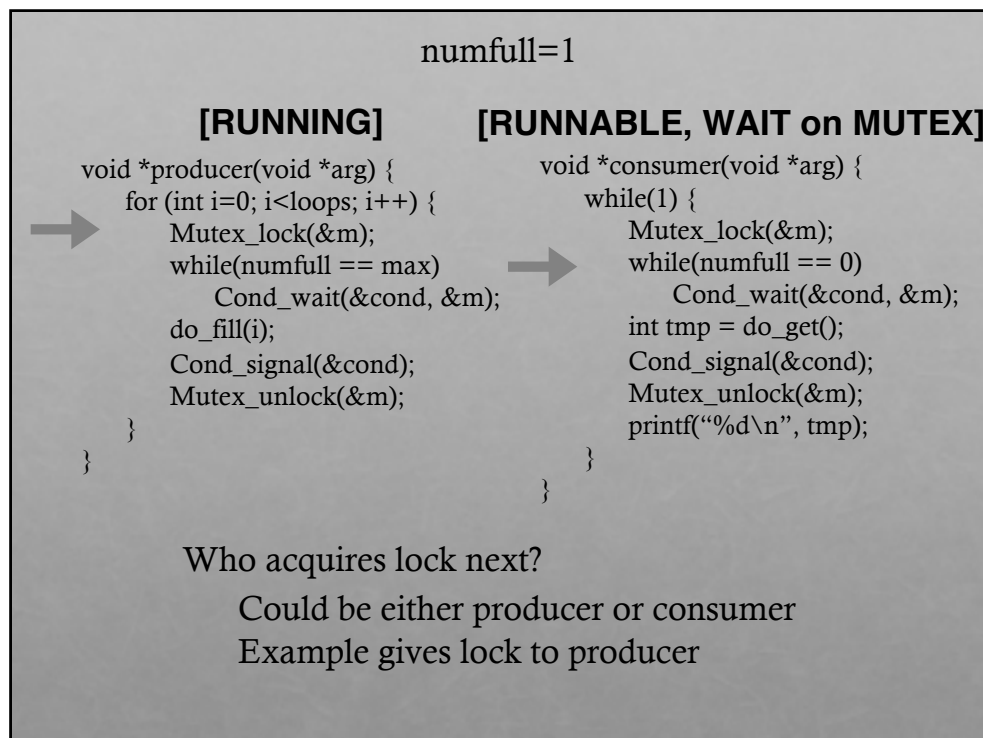 numfull=1
[RUNNING]
void *producer(void *arg) {
for (int i=0; i<loops; i++) {
Mutex_lock(&m);
while(numfull == max)
Cond_wait(&cond, &m);
do_fill(i);
Cond_signal(&cond);
Mutex_unlock(&m);
}
}
[RUNNABLE, WAIT on MUTEX]
void *consumer(void *arg) {
while(1) {
Mutex_lock(&m);
while(numfull == 0)
Cond_wait(&cond, &m);
int tmp = do_get();
Cond_signal(&cond);
Mutex_unlock(&m);
printf(“%d\n”, tmp);
}
}
Who acquires lock next?
Could be either producer or consumer
Example gives lock to producer